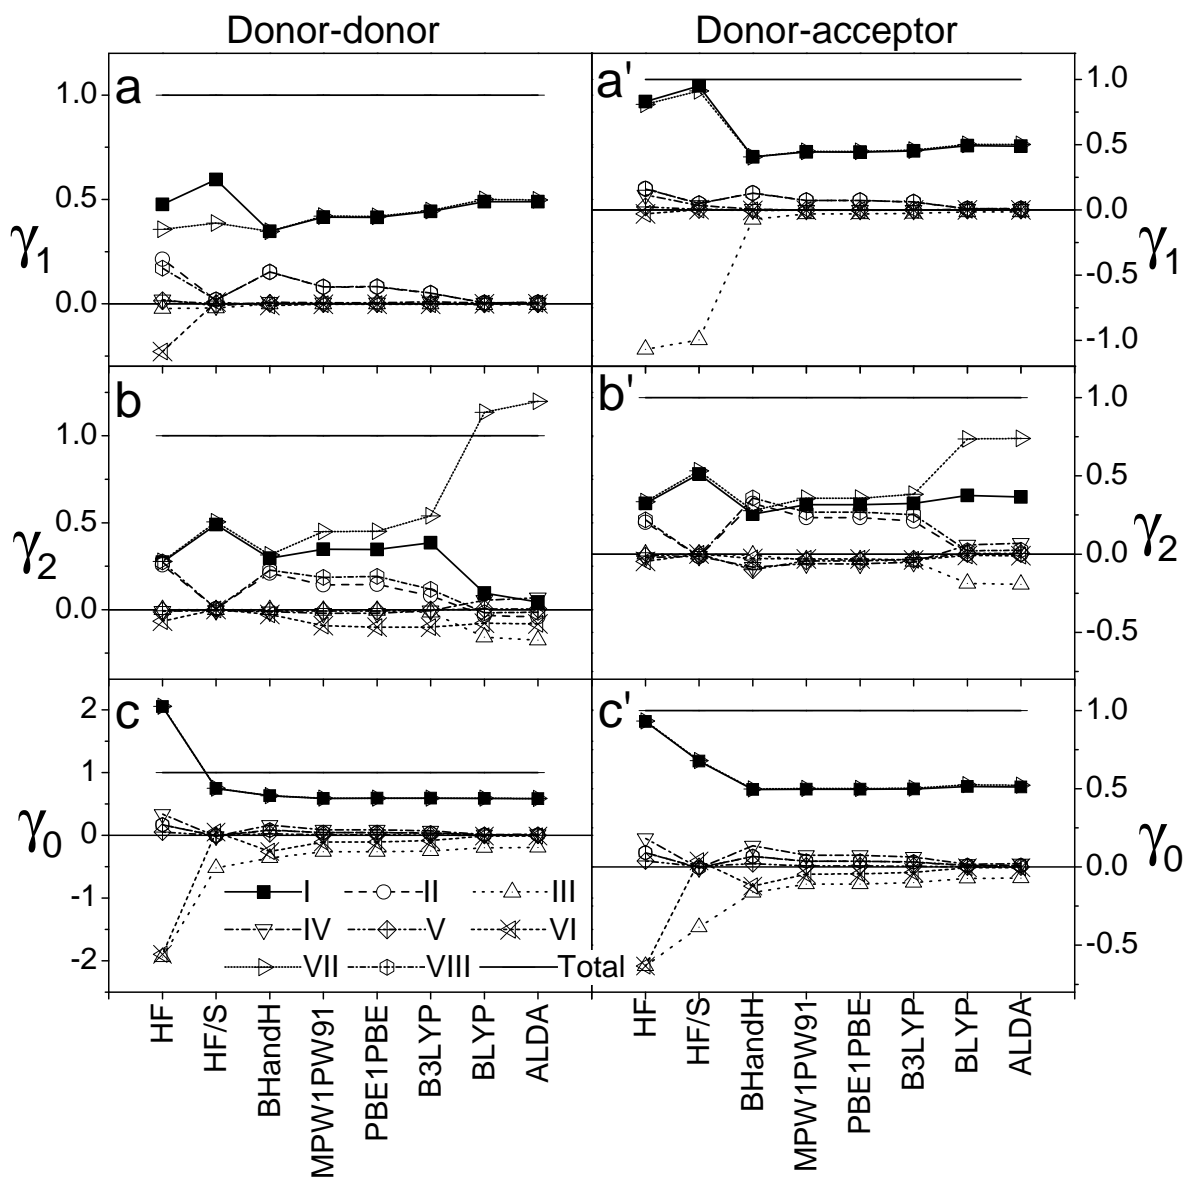 Donor-donor Donor-acceptor
a a'
1.0 1.0
0.5 0.5
γ1 0.0 0.0 γ1
-0.5
-1.0
b b'
1.0 1.0
0.5 0.5
γ2 0.0 0.0 γ2
-0.5
c c'
2 1.0
1 0.5
γ0 0 0.0 γ0
-1 -0.5
-2
I II III
IV V VI
VII VIII Total
HF HF/S BHandH MPW1PW91 PBE1PBE B3LYP BLYP ALDA
HF HF/S BHandH MPW1PW91 PBE1PBE B3LYP BLYP ALDA